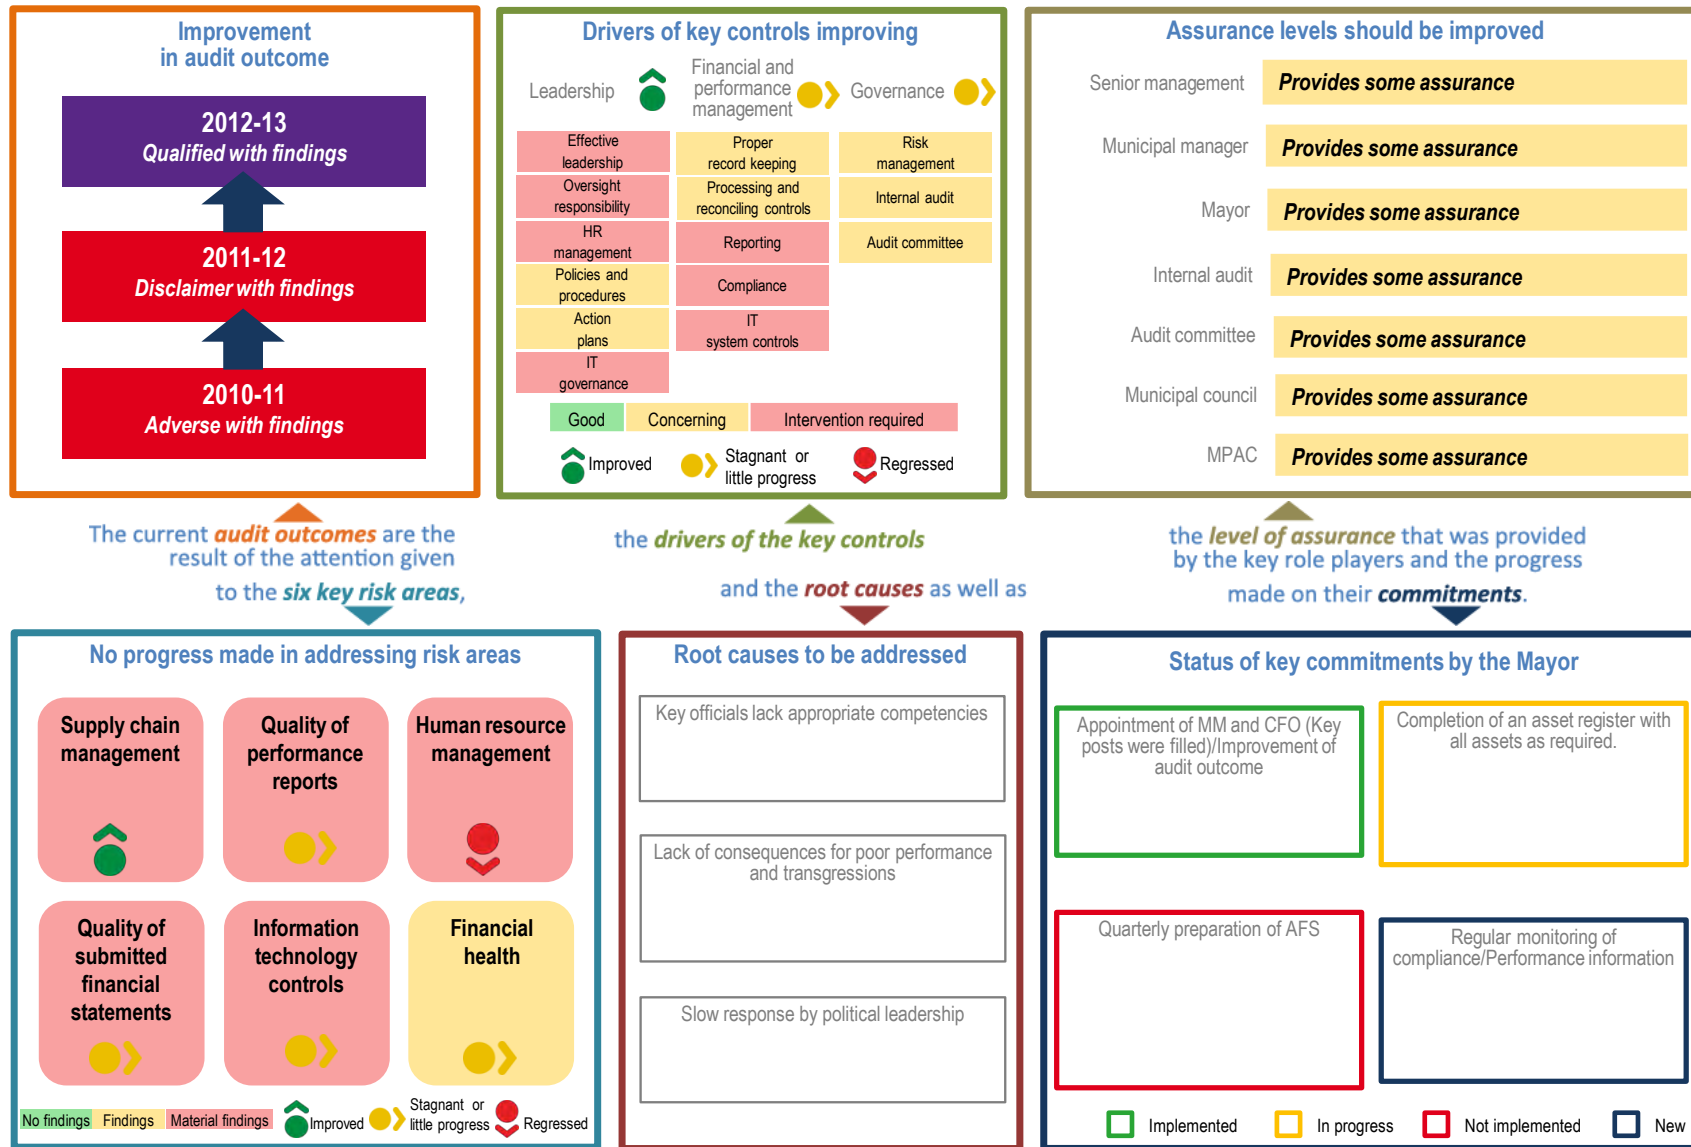 Improvement
in audit outcome
2012-13
Qualified with findings
2011-12
Disclaimer with findings
2010-11
Adverse with findings
Drivers of key controls improving
Leadership
Financial and
performance
management
Governance
Effective
leadership
Oversight
responsibility
HR
management
Policies and
procedures
Action
plans
IT
governance
Proper
record keeping
Processing and
reconciling controls
Reporting
Compliance
IT
system controls
Risk
management
Internal audit
Audit committee
Good
Concerning
Intervention required
Improved
Stagnant or
little progress
Regressed
Assurance levels should be improved
Senior management
Provides some assurance
Municipal manager
Provides some assurance
Mayor
Provides some assurance
Internal audit
Provides some assurance
Audit committee
Provides some assurance
Municipal council
Provides some assurance
MPAC
Provides some assurance
The current audit outcomes are the
result of the attention given
to the six key risk areas,
the drivers of the key controls
and the root causes as well as
the level of assurance that was provided
by the key role players and the progress
made on their commitments.
No progress made in addressing risk areas
Supply chain
management
Quality of
performance
reports
Human resource
management
Quality of
submitted
financial
statements
Information
technology
controls
Financial
health
No findings
Findings
Material findings
Improved
Stagnant or
little progress
Regressed
Root causes to be addressed
Key officials lack appropriate competencies
Lack of consequences for poor performance
and transgressions
Slow response by political leadership
Status of key commitments by the Mayor
Appointment of MM and CFO (Key
posts were filled)/Improvement of
audit outcome
Completion of an asset register with
all assets as required.
Quarterly preparation of AFS
Regular monitoring of
compliance/Performance information
Implemented
In progress
Not implemented
New